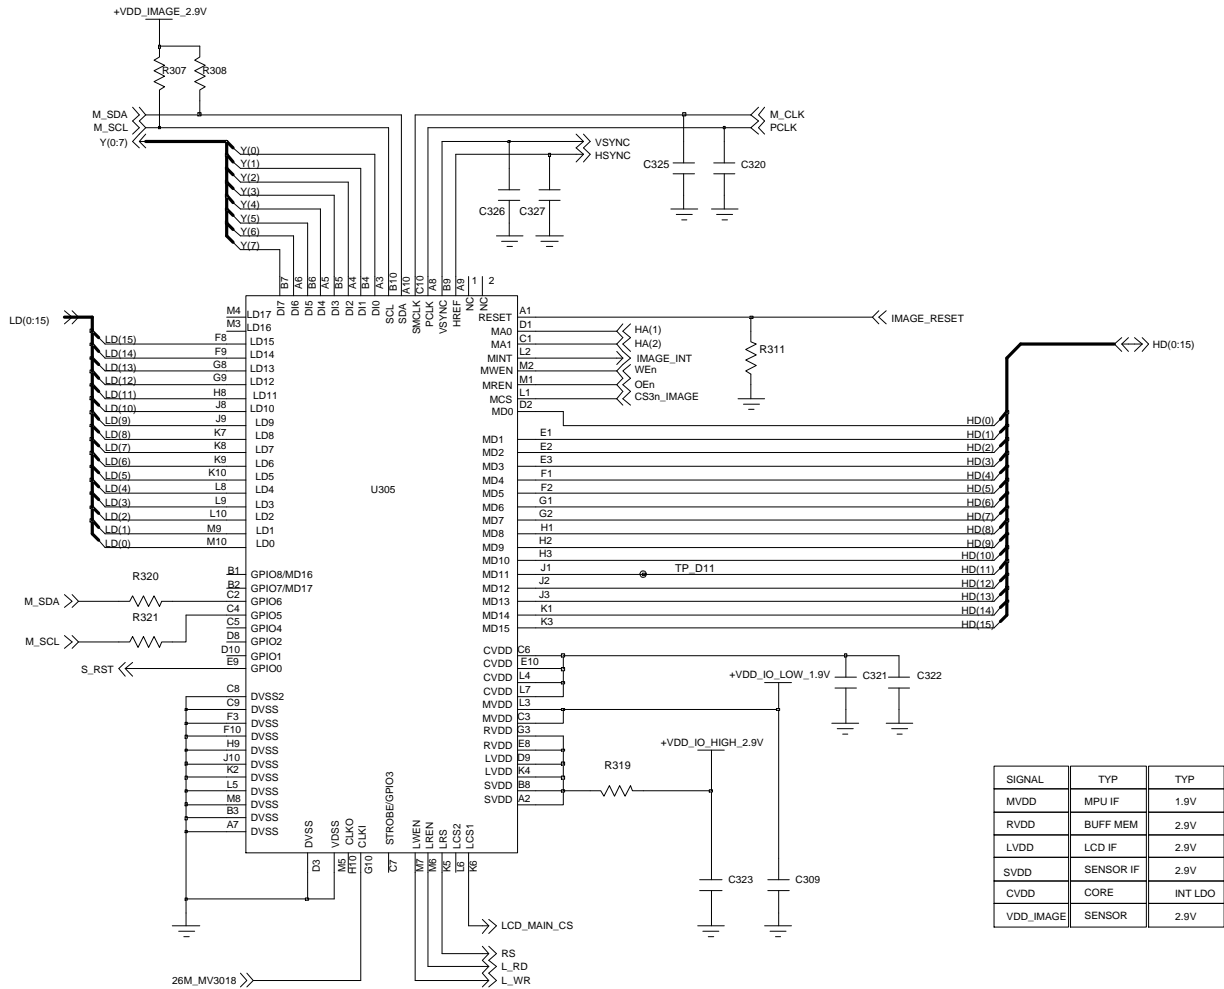 +VDD_IMAGE_2.9V
R307 R308
M_SDA
M_SCL
Y(0:7)
M_CLK
PCLK
VSYNC
HSYNC
C325 C320
C326 C327
Y(0)
Y(1)
Y(2)
Y(3)
Y(4)
Y(5)
Y(6)
Y(7)
B7 A6 B6 A5 B5 A4 B4 A3 B10 A10 C10 A8 B9 A9 1 2
DI7 DI6 DI5 DI4 DI3 DI2 DI1 DI0 SCL SDA SMCLK PCLK VSYNC HREF NC NC
LD(0:15)
M4 LD17
M3 LD16
LD(15) F8 LD15
LD(14) F9 LD14
LD(13) G8 LD13
LD(12) G9 LD12
LD(11) H8 LD11
LD(10) J8 LD10
LD(9) J9 LD9
LD(8) K7 LD8
LD(7) K8 LD7
LD(6) K9 LD6
LD(5) K10 LD5
LD(4) L8 LD4
LD(3) L9 LD3
LD(2) L10 LD2
LD(1) M9 LD1
LD(0) M10 LD0
U305
RESET A1 IMAGE_RESET
MA0 D1 HA(1)
MA1 C1 HA(2)
MINT L2 IMAGE_INT
MWEN M2 WEn
MREN M1 OEn
MCS L1 CS3n_IMAGE
R311
HD(0:15)
MD0 D2 HD(0)
MD1 E1 HD(1)
MD2 E2 HD(2)
MD3 E3 HD(3)
MD4 F1 HD(4)
MD5 F2 HD(5)
MD6 G1 HD(6)
MD7 G2 HD(7)
MD8 H1 HD(8)
MD9 H2 HD(9)
MD10 H3 HD(10)
MD11 J1 TP_D11 HD(11)
MD12 J2 HD(12)
MD13 J3 HD(13)
MD14 K1 HD(14)
MD15 K3 HD(15)
B1 GPIO8/MD16
B2 GPIO7/MD17
M_SDA R320 C2 GPIO6
M_SCL R321 C4 GPIO5
C5 GPIO4
D8 GPIO2
D10 GPIO1
S_RST E9 GPIO0
C8 DVSS2
C9 DVSS
F3 DVSS
F10 DVSS
H9 DVSS
J10 DVSS
K2 DVSS
L5 DVSS
M8 DVSS
B3 DVSS
A7 DVSS
CVDD C6
CVDD E10
CVDD L4
CVDD L7
MVDD L3
MVDD C3
RVDD G3
RVDD E8
LVDD D9
LVDD K4
SVDD B8
SVDD A2
+VDD_IO_LOW_1.9V
C321 C322
+VDD_IO_HIGH_2.9V
R319
C323 C309
DVSS VDSS CLKO CLKI STROBE/GPIO3 LWEN LREN LRS LCS2 LCS1
D3 M5 H10 G10 C7 M7 M6 K5 L6 K6
LCD_MAIN_CS
RS
L_RD
L_WR
26M_MV3018
SIGNAL TYP TYP
MVDD MPU IF 1.9V
RVDD BUFF MEM 2.9V
LVDD LCD IF 2.9V
SVDD SENSOR IF 2.9V
CVDD CORE INT LDO
VDD_IMAGE SENSOR 2.9V